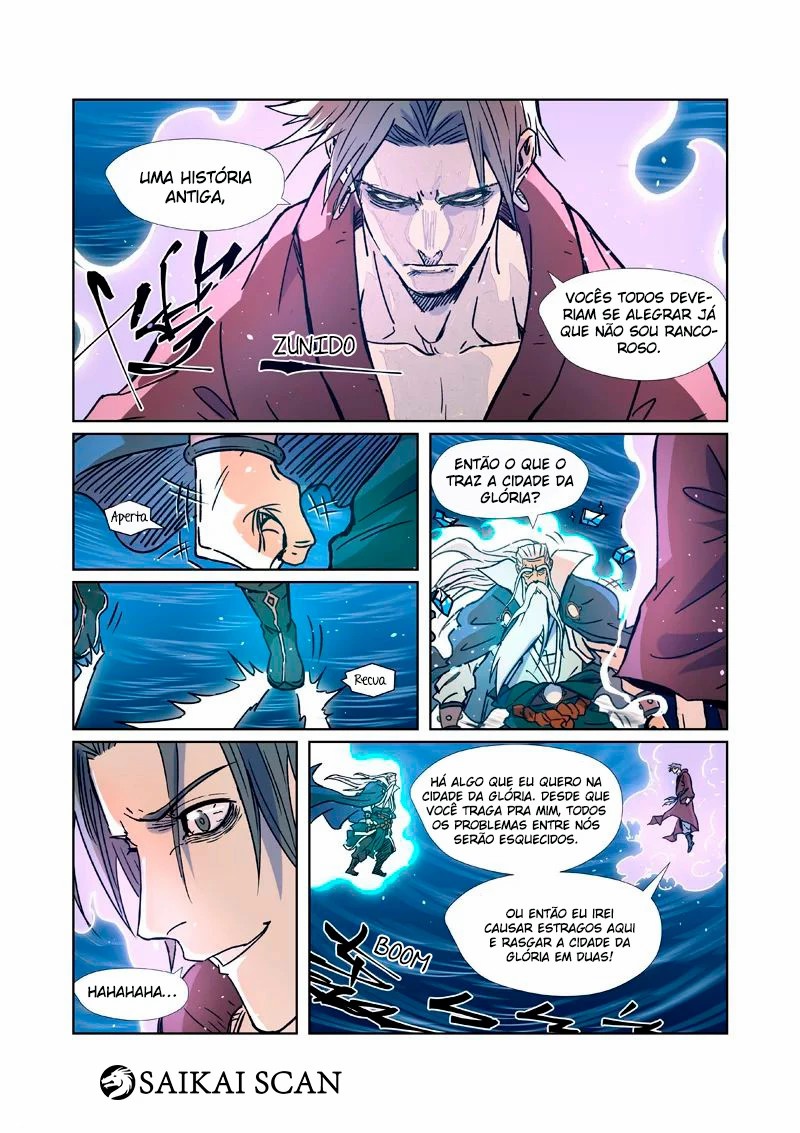 UMA HISTÓRIA
ANTIGA,
ZUNIDO
VOCÊS TODOS DEVE-
RIAM SE ALEGRAR JÁ
QUE NÃO SOU RANCO-
ROSO.
Aperta
ENTÃO O QUE O
TRAZ A CIDADE DA
GLÓRIA?
Recua
HAHAHAHA...
HÁ ALGO QUE EU QUERO NA
CIDADE DA GLÓRIA. DESDE QUE
VOCÊ TRAGA PRA MIM, TODOS
OS PROBLEMAS ENTRE NÓS
SERÃO ESQUECIDOS.
OU ENTÃO EU IREI
CAUSAR ESTRAGOS AQUI
E RASGAR A CIDADE DA
GLÓRIA EM DUAS!
BOOM
SAIKAI SCAN